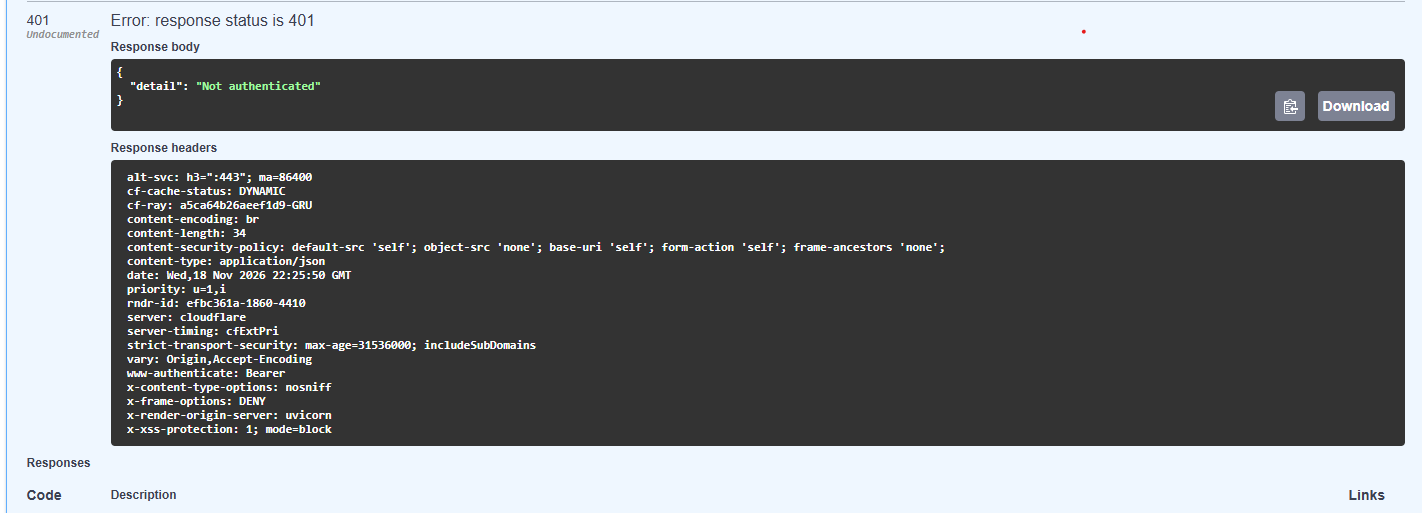 401
Undocumented
Error: response status is 401
Response body
{
"detail": "Not authenticated"
}
Download
Response headers
alt-svc: h3=":443"; ma=86400
cf-cache-status: DYNAMIC
cf-ray: a5ca64b26aeef1d9-GRU
content-encoding: br
content-length: 34
content-security-policy: default-src 'self'; object-src 'none'; base-uri 'self'; form-action 'self'; frame-ancestors 'none';
content-type: application/json
date: Wed,18 Nov 2026 22:25:50 GMT
priority: u=1,i
rndr-id: efbc361a-1860-4410
server: cloudflare
server-timing: cfExtPri
strict-transport-security: max-age=31536000; includeSubDomains
vary: Origin,Accept-Encoding
www-authenticate: Bearer
x-content-type-options: nosniff
x-frame-options: DENY
x-render-origin-server: uvicorn
x-xss-protection: 1; mode=block
Responses
Code Description Links